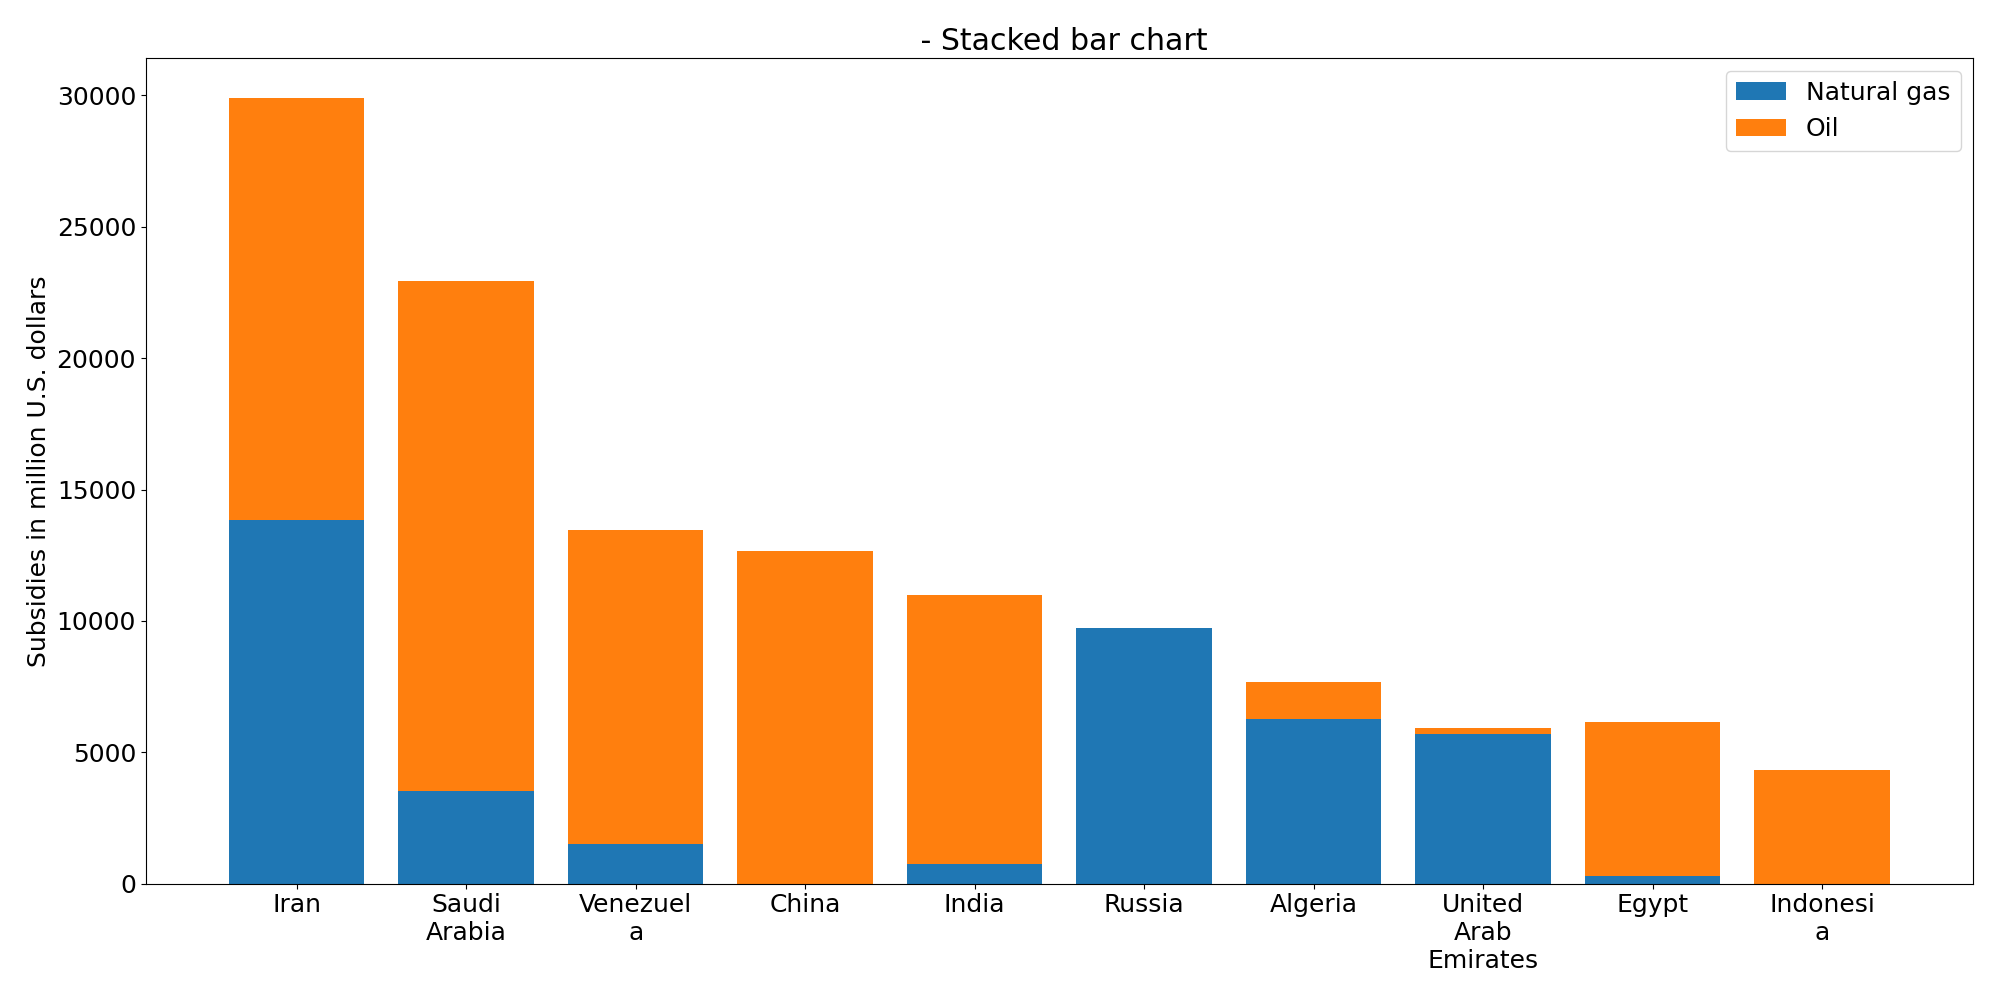 - Stacked bar chart
Natural gas
Oil
Subsidies in million U.S. dollars
30000
25000
20000
15000
10000
5000
0
Iran
Saudi
Arabia
Venezuel
a
China
India
Russia
Algeria
United
Arab
Emirates
Egypt
Indonesi
a